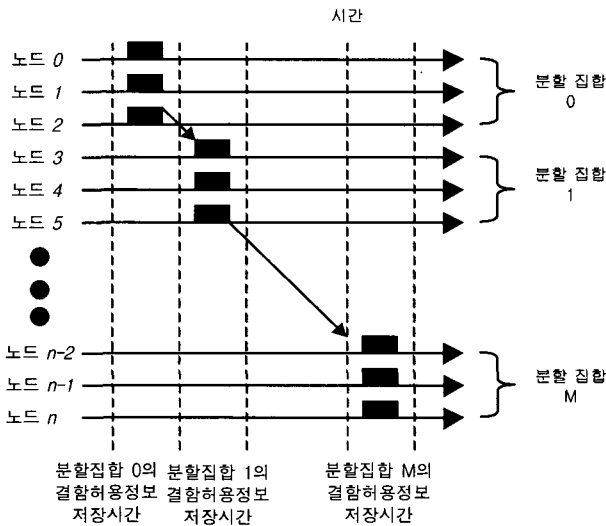 시간
노드 0
노드 1
노드 2
노드 3
노드 4
노드 5
노드 n-2
노드 n-1
노드 n
분할 집합
0
분할 집합
1
분할 집합
M
분할집합 0의
결함허용정보
저장시간
분할집합 1의
결함허용정보
저장시간
분할집합 M의
결함허용정보
저장시간